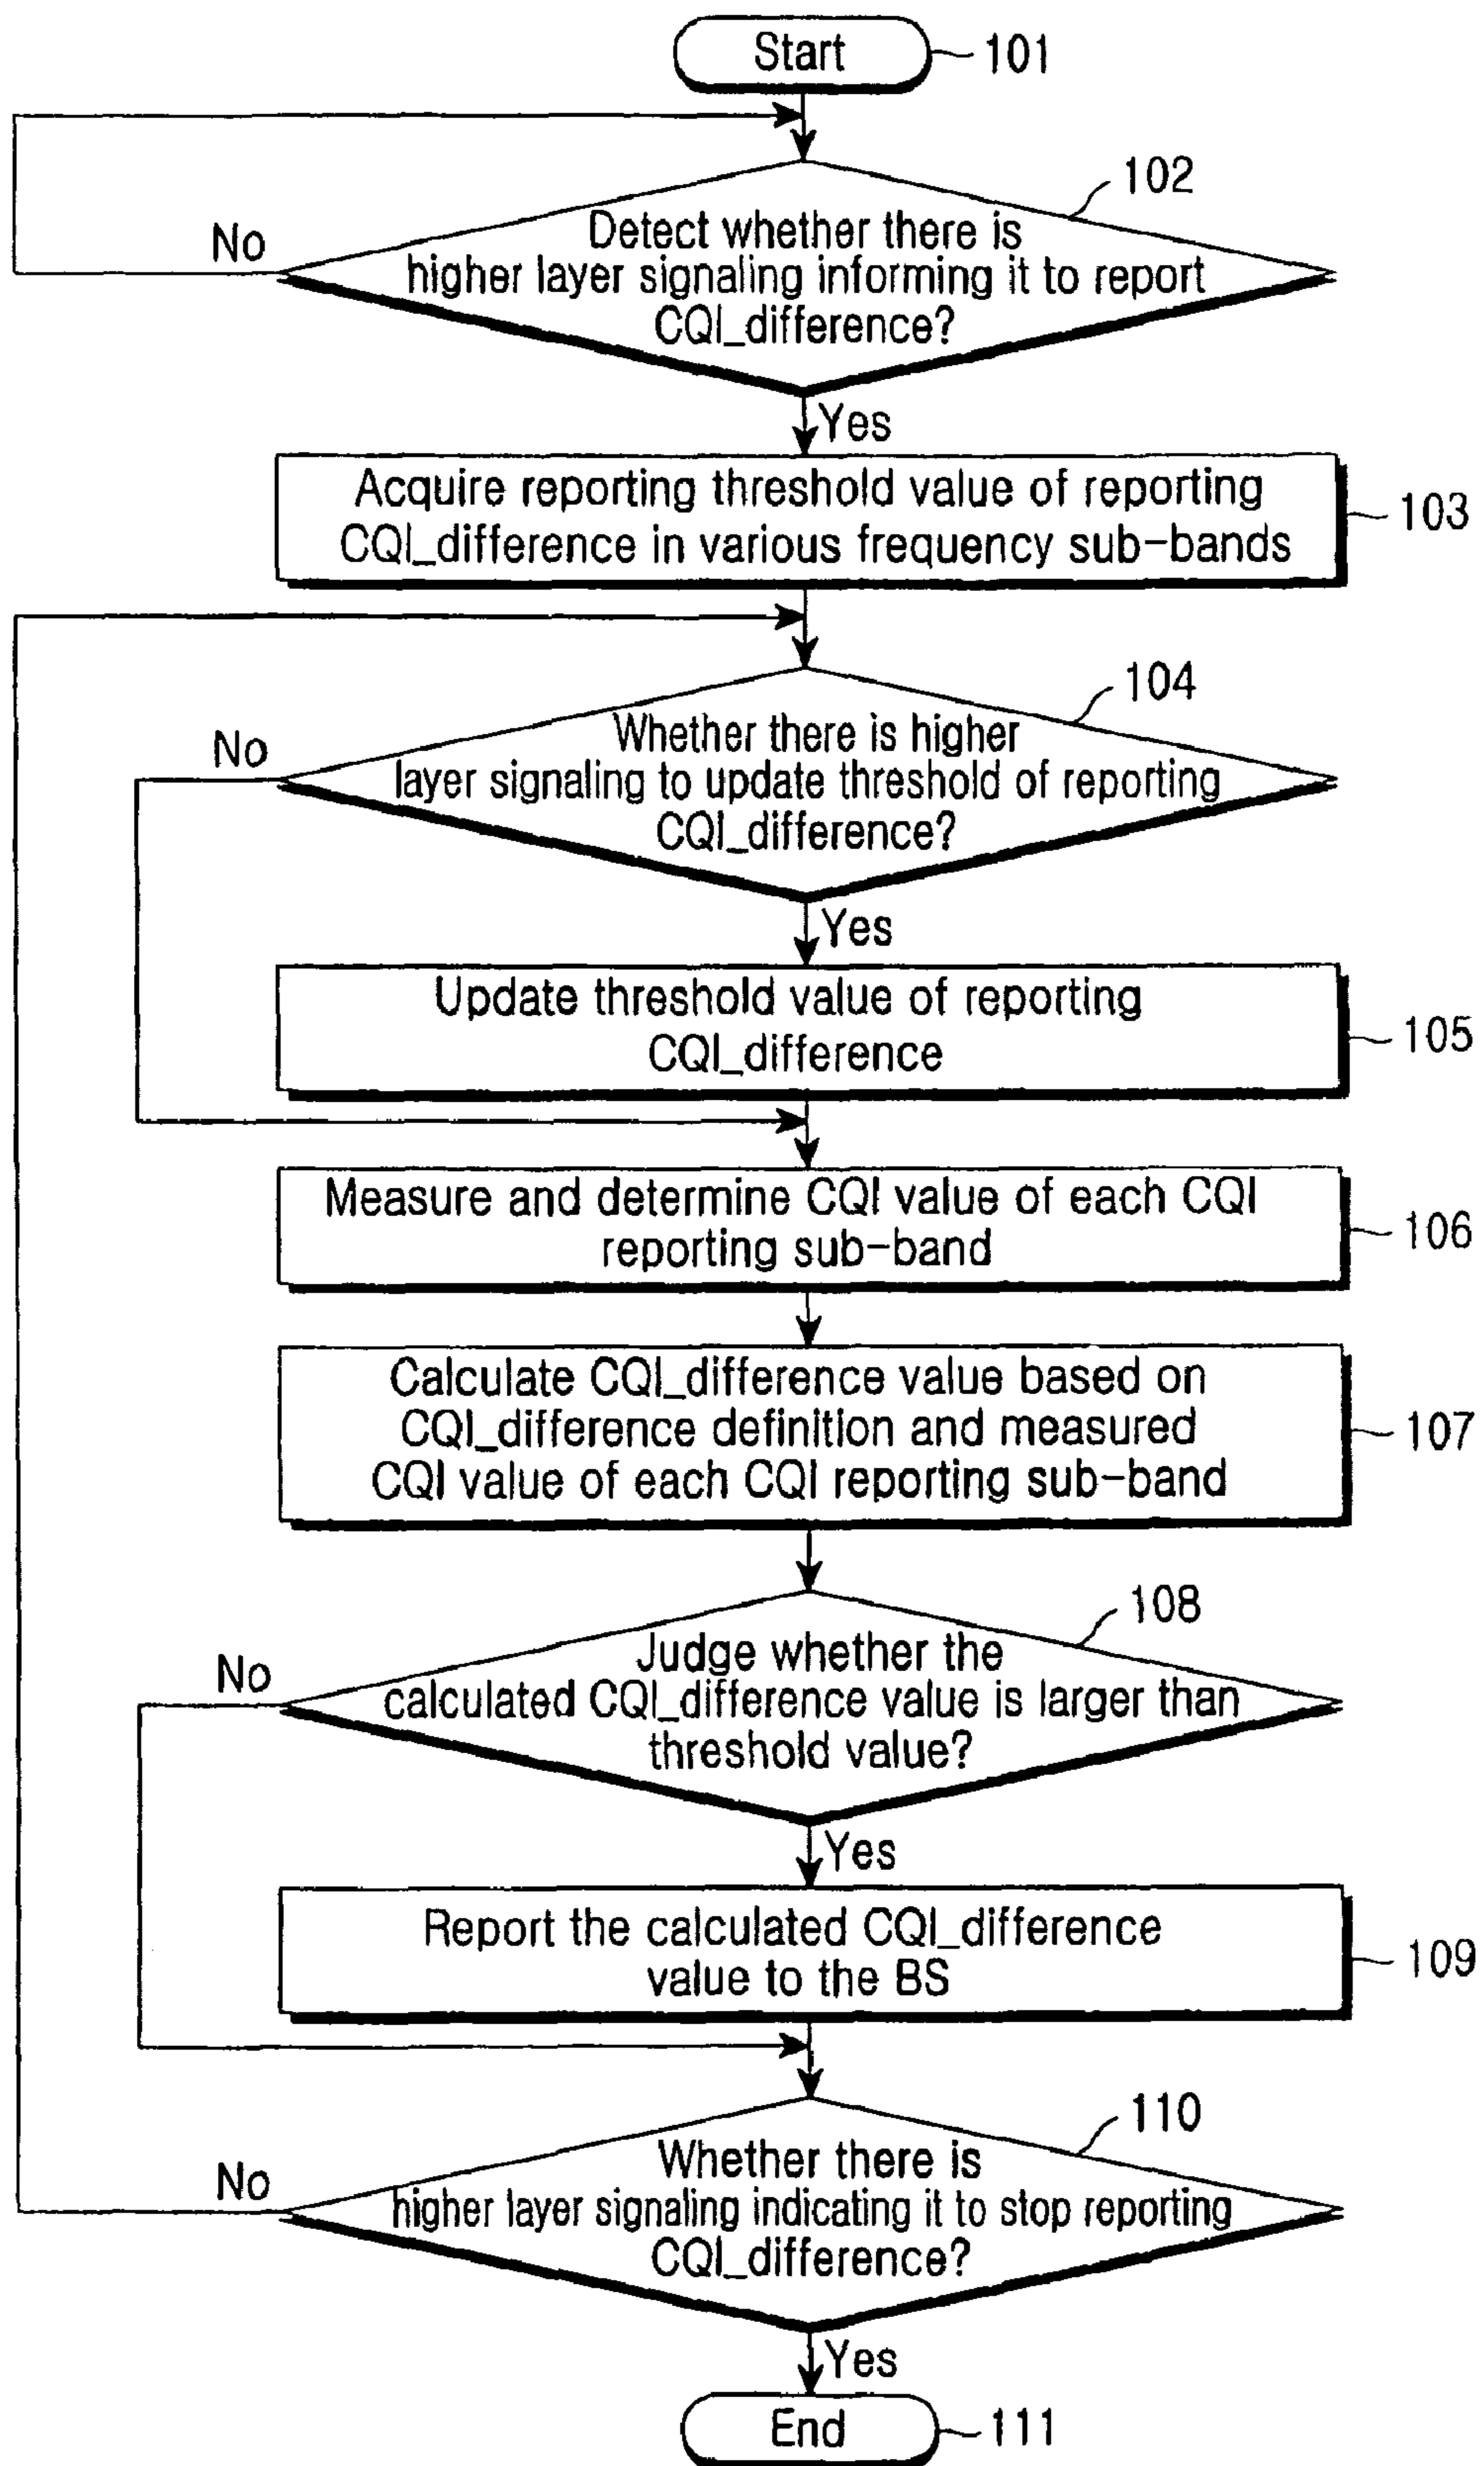 Start
101
102
No
Detect whether there is
higher layer signaling informing it to report
CQI_difference?
Yes
Acquire reporting threshold value of reporting
CQI_difference in various frequency sub-bands
103
104
No
Whether there is higher
layer signaling to update threshold of reporting
CQI_difference?
Yes
Update threshold value of reporting
CQI_difference
105
Measure and determine CQI value of each CQI
reporting sub-band
106
Calculate CQI_difference value based on
CQI_difference definition and measured
CQI value of each CQI reporting sub-band
107
108
No
Judge whether the
calculated CQI_difference value is larger than
threshold value?
Yes
Report the calculated CQI_difference
value to the BS
109
110
No
Whether there is
higher layer signaling indicating it to stop reporting
CQI_difference?
Yes
End
111